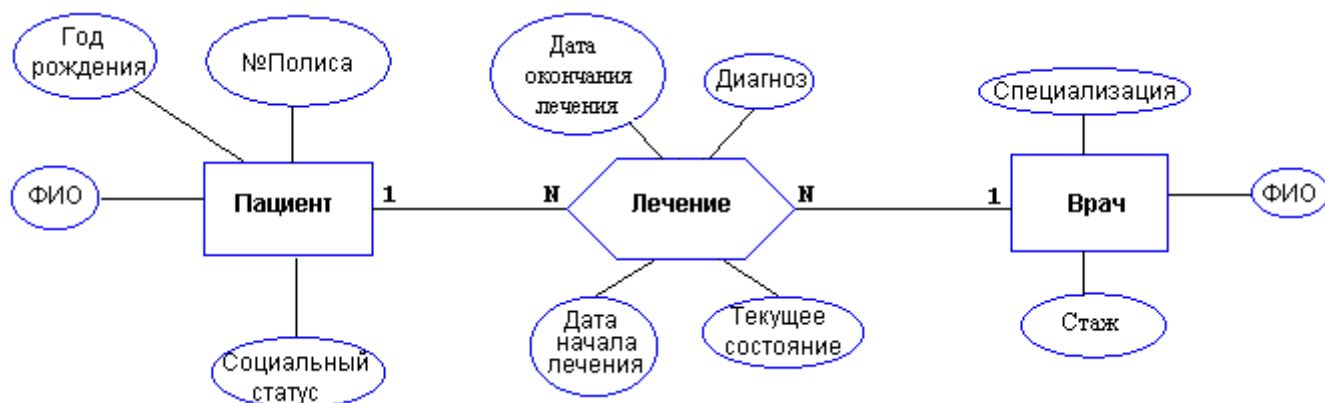 Год
рождения
№Полиса
Дата
окончания
лечения
Диагноз
Специализация
ФИО
Пациент
1
N
Лечение
N
1
Врач
ФИО
Социальный
статус
Дата
начала
лечения
Текущее
состояние
Стаж